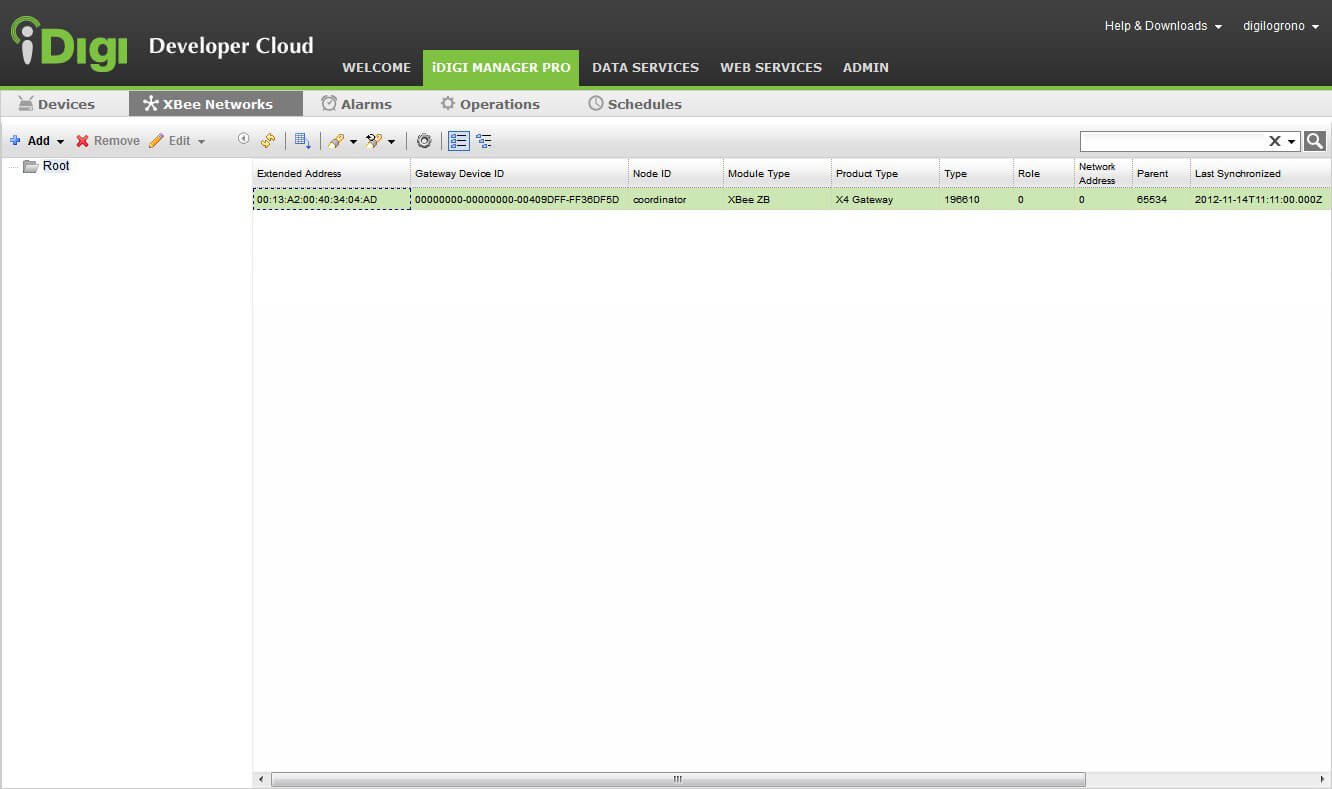 Help & Downloads digilogrono
iDigi Developer Cloud
WELCOME iDIGI MANAGER PRO DATA SERVICES WEB SERVICES ADMIN
Devices XBee Networks Alarms Operations Schedules
Add Remove Edit
Root
Extended Address Gateway Device ID Node ID Module Type Product Type Type Role Network Address Parent Last Synchronized
00:13:A2:00:40:34:04:AD 00000000-00000000-00409DFF-FF36DF5D coordinator XBee ZB X4 Gateway 196610 0 0 65534 2012-11-14T11:11:00.000Z